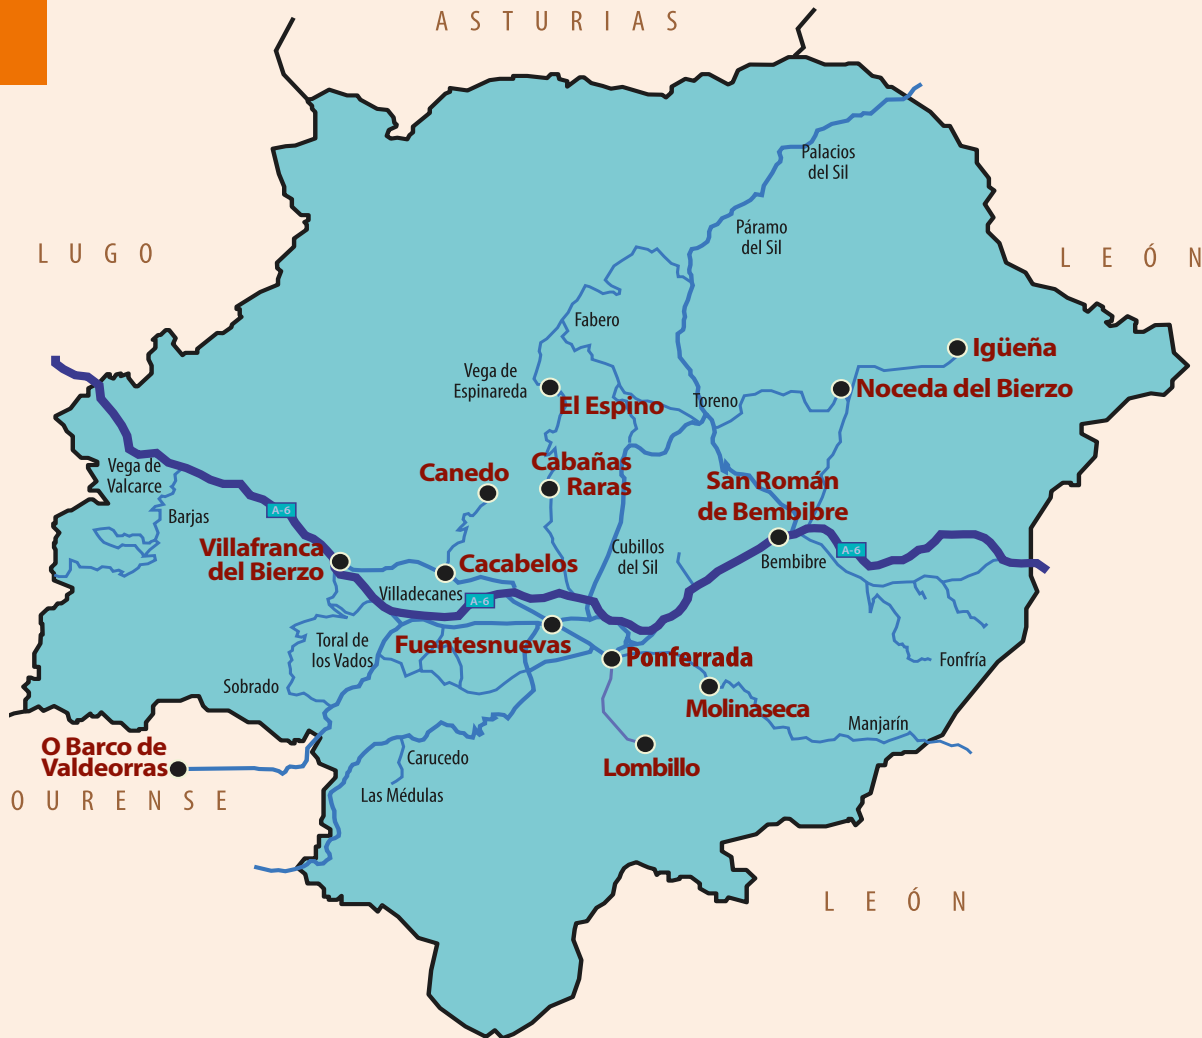 ASTURIAS
Palacios
del Sil
Páramo
del Sil
LUGO
LEÓN
Fabero
Igüeña
Vega de
Espinareda
Noceda del Bierzo
El Espino
Toreno
Vega de
Valcarce
Canedo
Cabañas
Raras
San Román
de Bembibre
A-6
Barjas
Villafranca
del Bierzo
Cacabelos
Cubillos
del Sil
Bembibre
A-6
Villadecanes
A-6
Toral de
los Vados
Fuentesnuevas
Ponferrada
Fonfría
Sobrado
Molinaseca
Manjarín
O Barco de
Valdeorras
Carucedo
Lombillo
OURENSE
Las Médulas
LEÓN